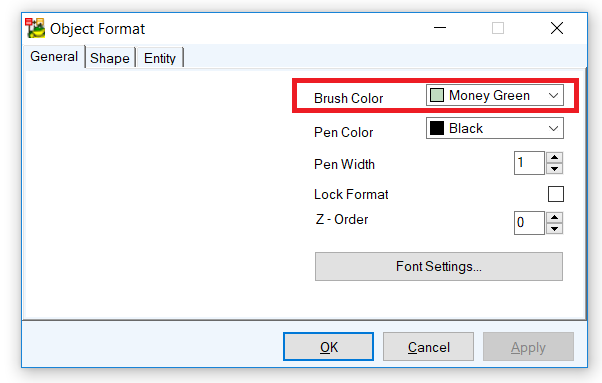 Object Format
General Shape Entity
Brush Color Money Green
Pen Color Black
Pen Width 1
Lock Format
Z - Order 0
Font Settings...
OK Cancel Apply